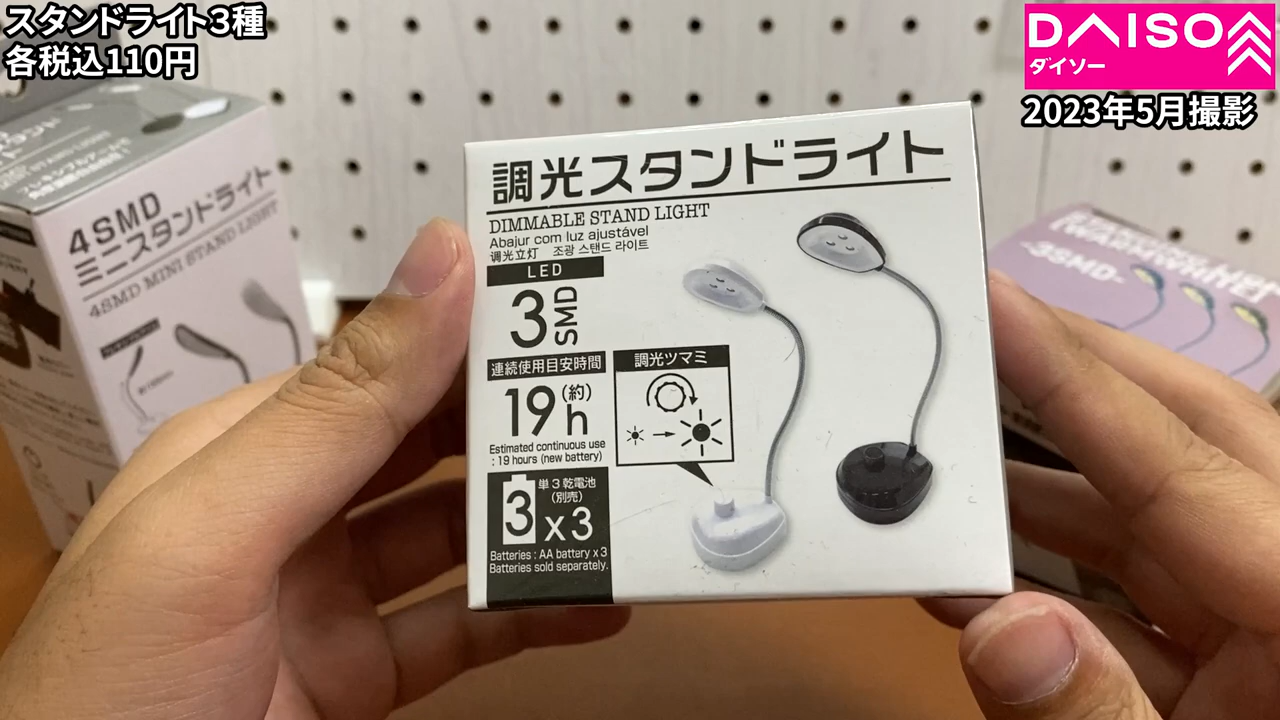 スタンドライト3種
各税込110円
DAISO
ダイソー
2023年5月撮影
調光スタンドライト
DIMMABLE STAND LIGHT
Abajur com luz ajustável
调光立灯 조광 스탠드 라이트
LED
3 SMD
連続使用目安時間
19(約)h
Estimated continuous use
: 19 hours (new battery)
3 単3乾電池
(別売)
x3
Batteries : AA battery x 3
Batteries sold separately.
調光ツマミ
4SMD
ミニスタンドライト
4SMD MINI STAND LIGHT
-3SMD-